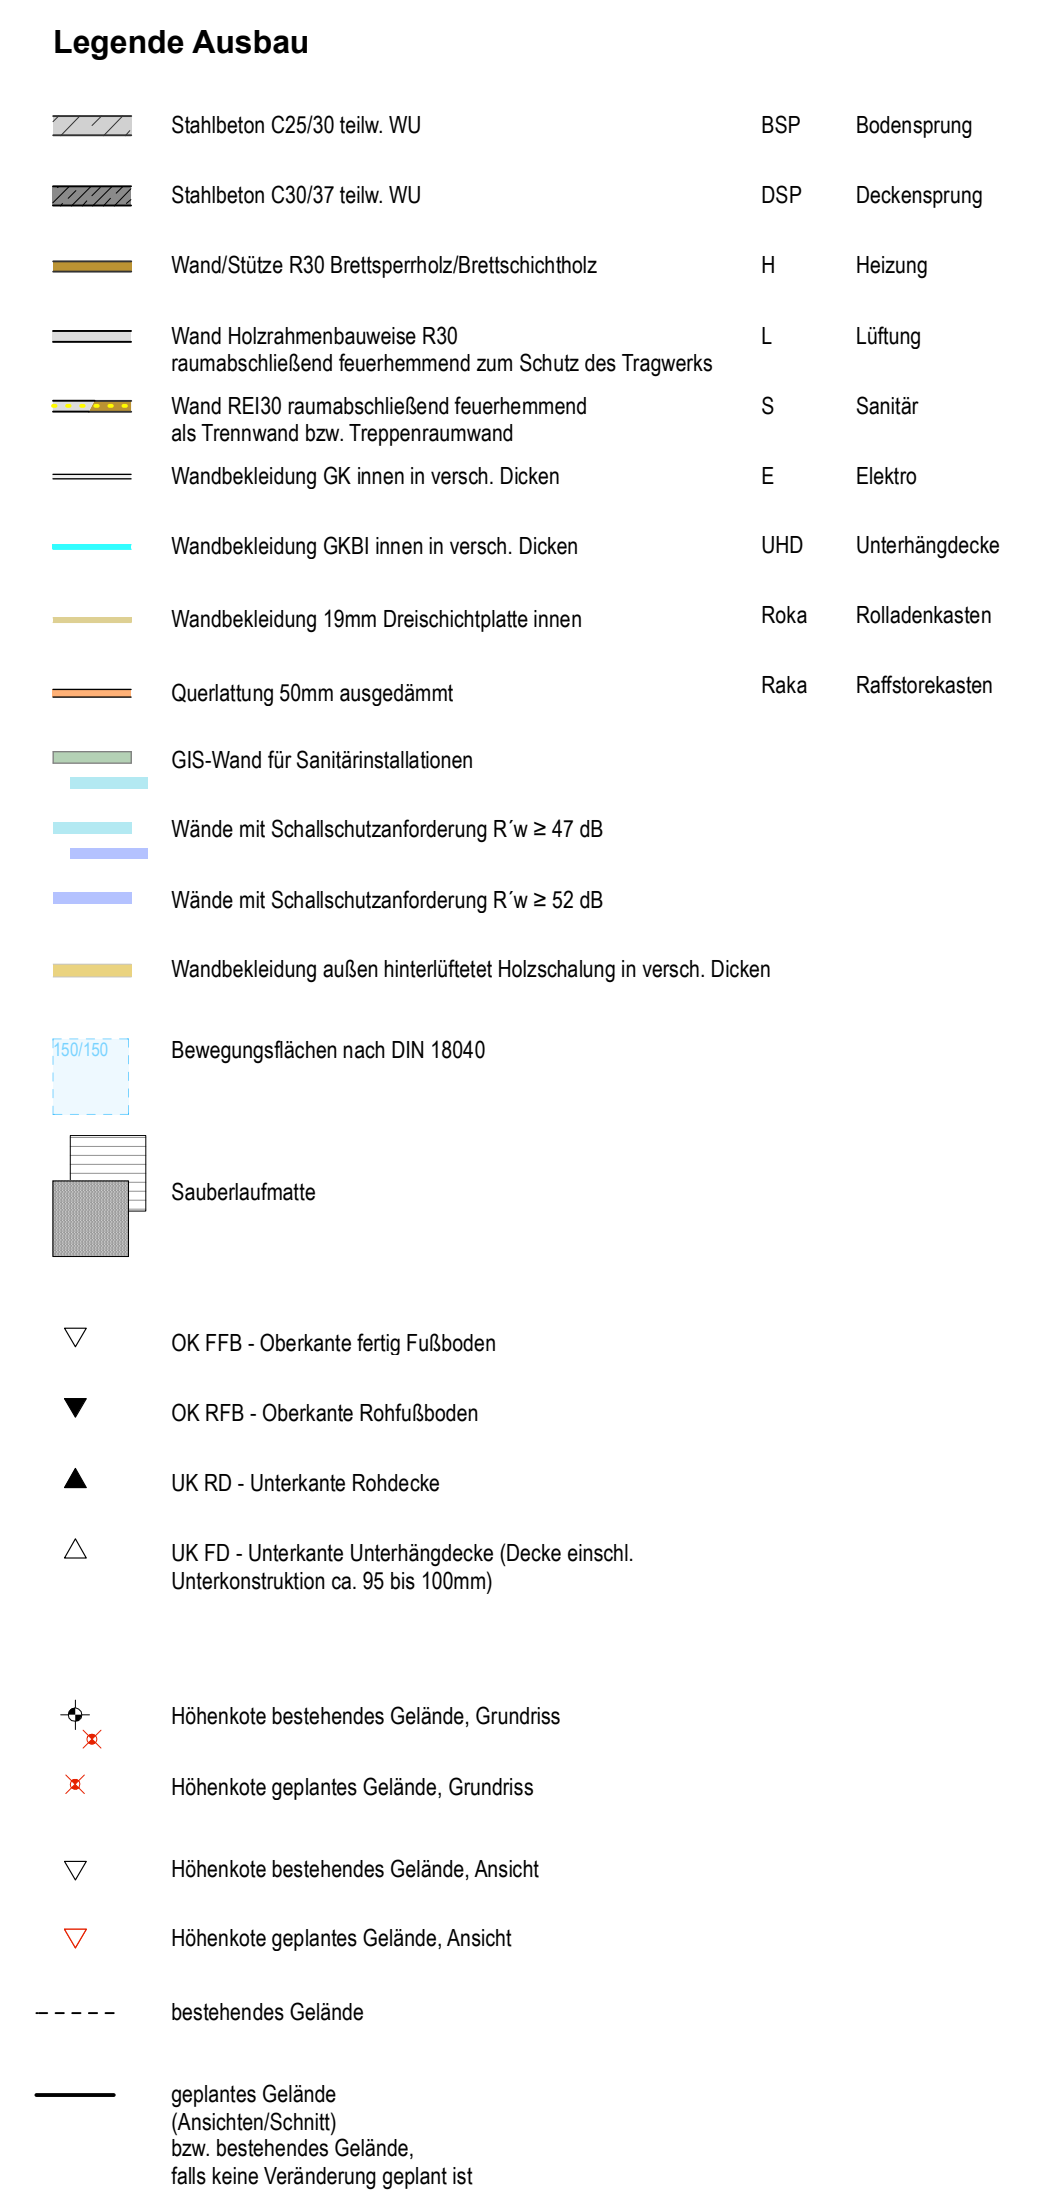 Legende Ausbau
Stahlbeton C25/30 teilw. WU
BSP Bodensprung
Stahlbeton C30/37 teilw. WU
DSP Deckensprung
Wand/Stütze R30 Brettsperrholz/Brettschichtholz
H Heizung
Wand Holzrahmenbauweise R30
raumabschließend feuerhemmend zum Schutz des Tragwerks
L Lüftung
Wand REI30 raumabschließend feuerhemmend
als Trennwand bzw. Treppenraumwand
S Sanitär
Wandbekleidung GK innen in versch. Dicken
E Elektro
Wandbekleidung GKBI innen in versch. Dicken
UHD Unterhängdecke
Wandbekleidung 19mm Dreischichtplatte innen
Roka Rolladenkasten
Querlattung 50mm ausgedämmt
Raka Raffstorekasten
GIS-Wand für Sanitärinstallationen
Wände mit Schallschutzanforderung R´w ≥ 47 dB
Wände mit Schallschutzanforderung R´w ≥ 52 dB
Wandbekleidung außen hinterlüftetet Holzschalung in versch. Dicken
150/150
Bewegungsflächen nach DIN 18040
Sauberlaufmatte
OK FFB - Oberkante fertig Fußboden
OK RFB - Oberkante Rohfußboden
UK RD - Unterkante Rohdecke
UK FD - Unterkante Unterhängdecke (Decke einschl.
Unterkonstruktion ca. 95 bis 100mm)
Höhenkote bestehendes Gelände, Grundriss
Höhenkote geplantes Gelände, Grundriss
Höhenkote bestehendes Gelände, Ansicht
Höhenkote geplantes Gelände, Ansicht
bestehendes Gelände
geplantes Gelände
(Ansichten/Schnitt)
bzw. bestehendes Gelände,
falls keine Veränderung geplant ist